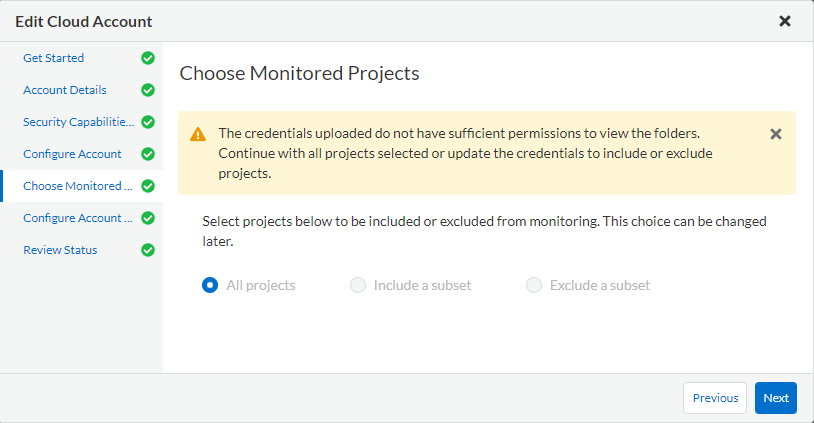 Edit Cloud Account
Get Started
Account Details
Security Capabilitie...
Configure Account
Choose Monitored ...
Configure Account ...
Review Status
Choose Monitored Projects
The credentials uploaded do not have sufficient permissions to view the folders.
Continue with all projects selected or update the credentials to include or exclude
projects.
Select projects below to be included or excluded from monitoring. This choice can be changed
later.
All projects Include a subset Exclude a subset
Previous Next